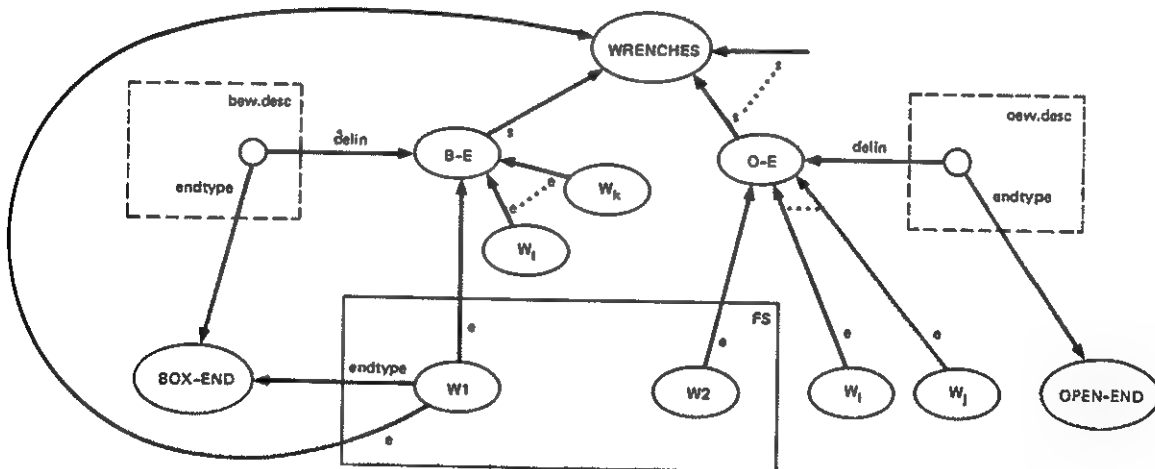 WRENCHES
s
bew.desc
oew.desc
s
s
delin
B-E
O-E
delin
endtype
e
Wk
endtype
e
Wl
FS
e
e
e
e
endtype
BOX-END
W1
W2
Wi
Wj
OPEN-END
e